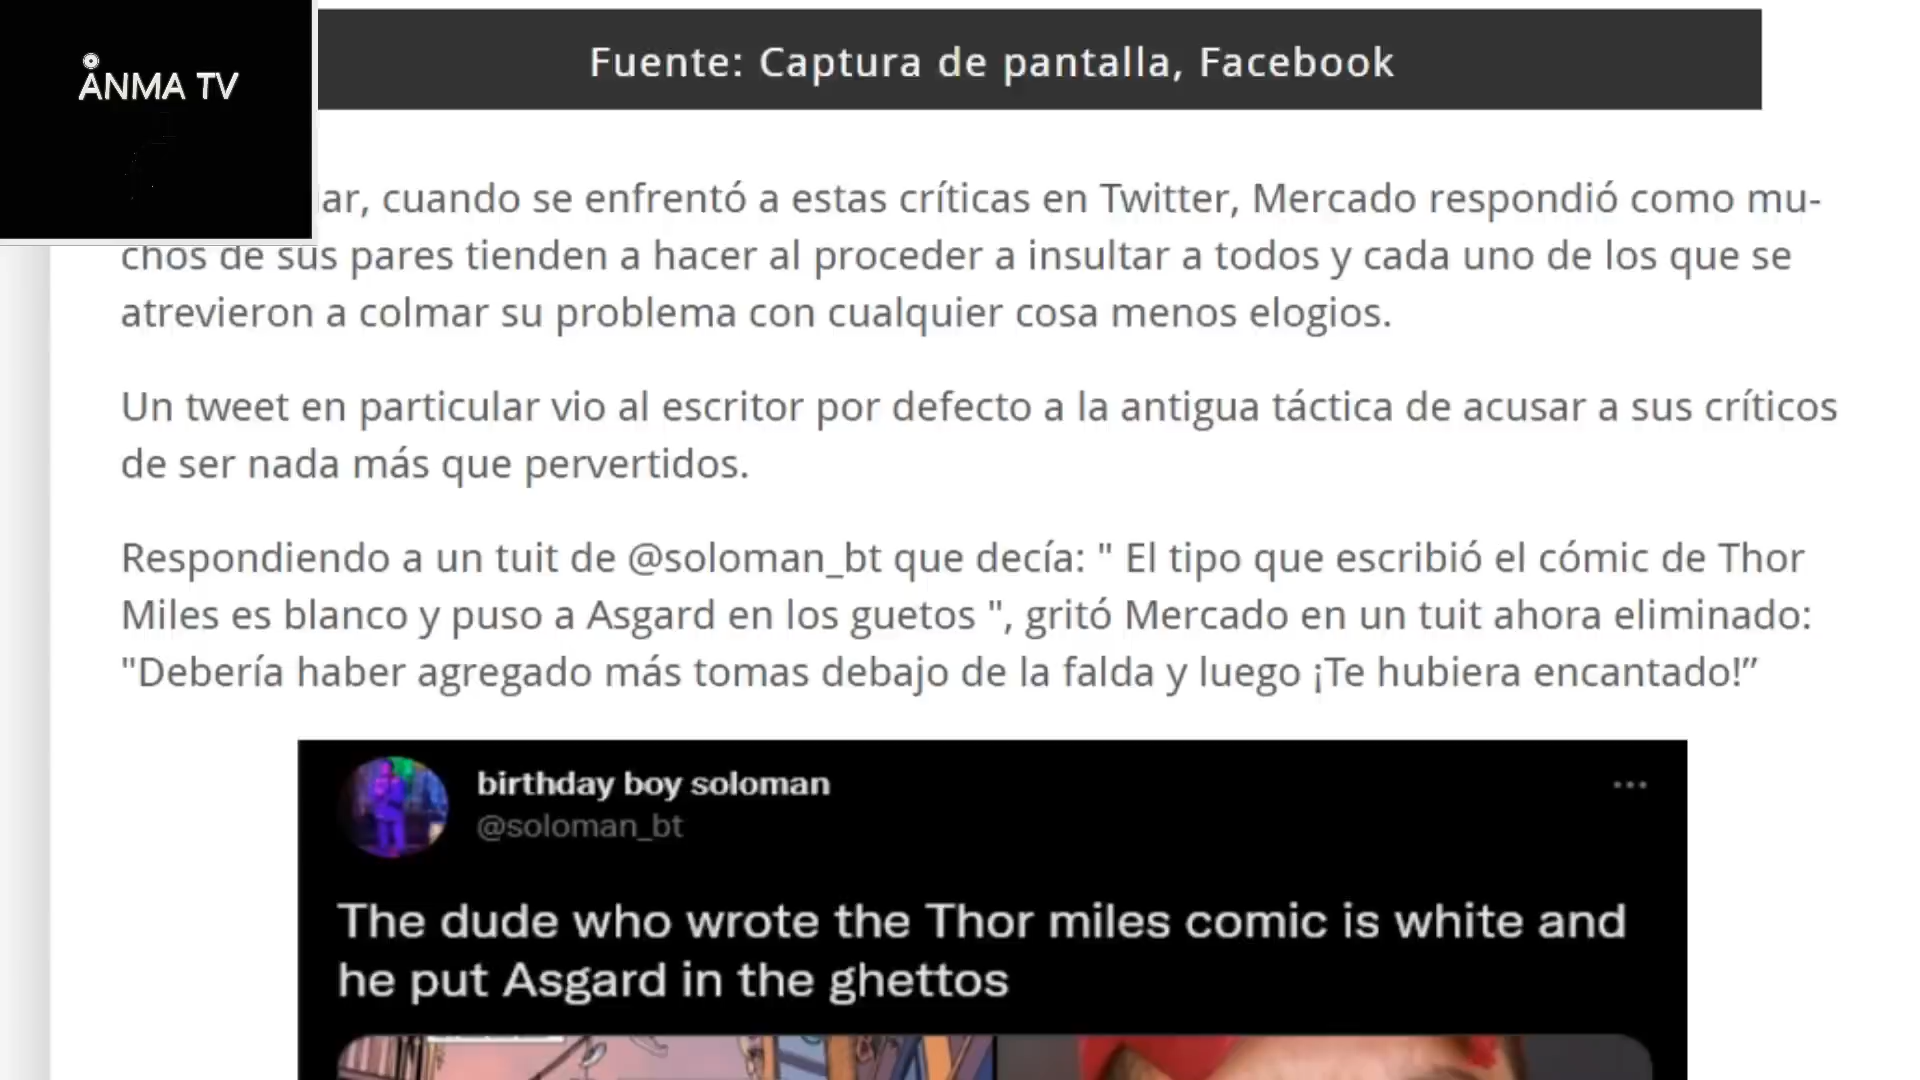 ANMA TV
Fuente: Captura de pantalla, Facebook
iar, cuando se enfrentó a estas críticas en Twitter, Mercado respondió como mu-
chos de sus pares tienden a hacer al proceder a insultar a todos y cada uno de los que se
atrevieron a colmar su problema con cualquier cosa menos elogios.
Un tweet en particular vio al escritor por defecto a la antigua táctica de acusar a sus críticos
de ser nada más que pervertidos.
Respondiendo a un tuit de @soloman_bt que decía: " El tipo que escribió el cómic de Thor
Miles es blanco y puso a Asgard en los guetos ", gritó Mercado en un tuit ahora eliminado:
"Debería haber agregado más tomas debajo de la falda y luego ¡Te hubiera encantado!”
birthday boy soloman
@soloman_bt
The dude who wrote the Thor miles comic is white and
he put Asgard in the ghettos